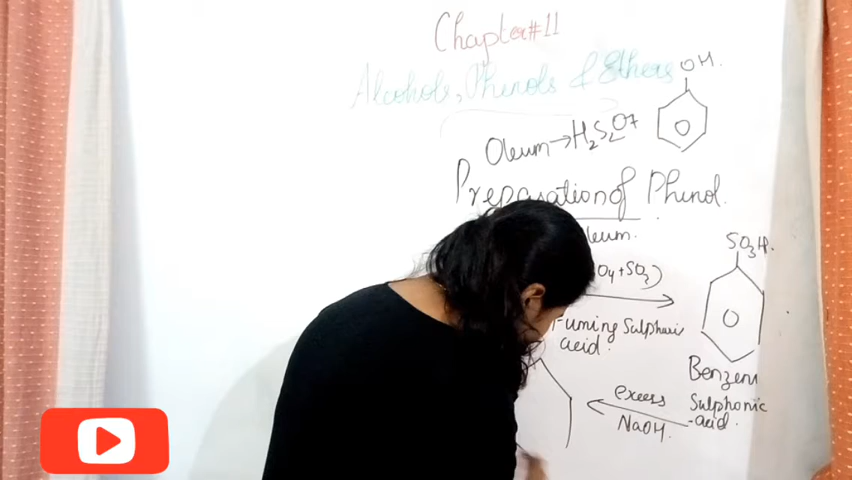 Chapter#11
Alcohols, Phenols & Ethers
OH.
Oleum→H2S2O7
Preparation of Phenol.
leum.
SO3H.
O4+SO3)
Fuming Sulphuric
acid.
Benzene
Sulphonic
-acid.
excess
NaOH.